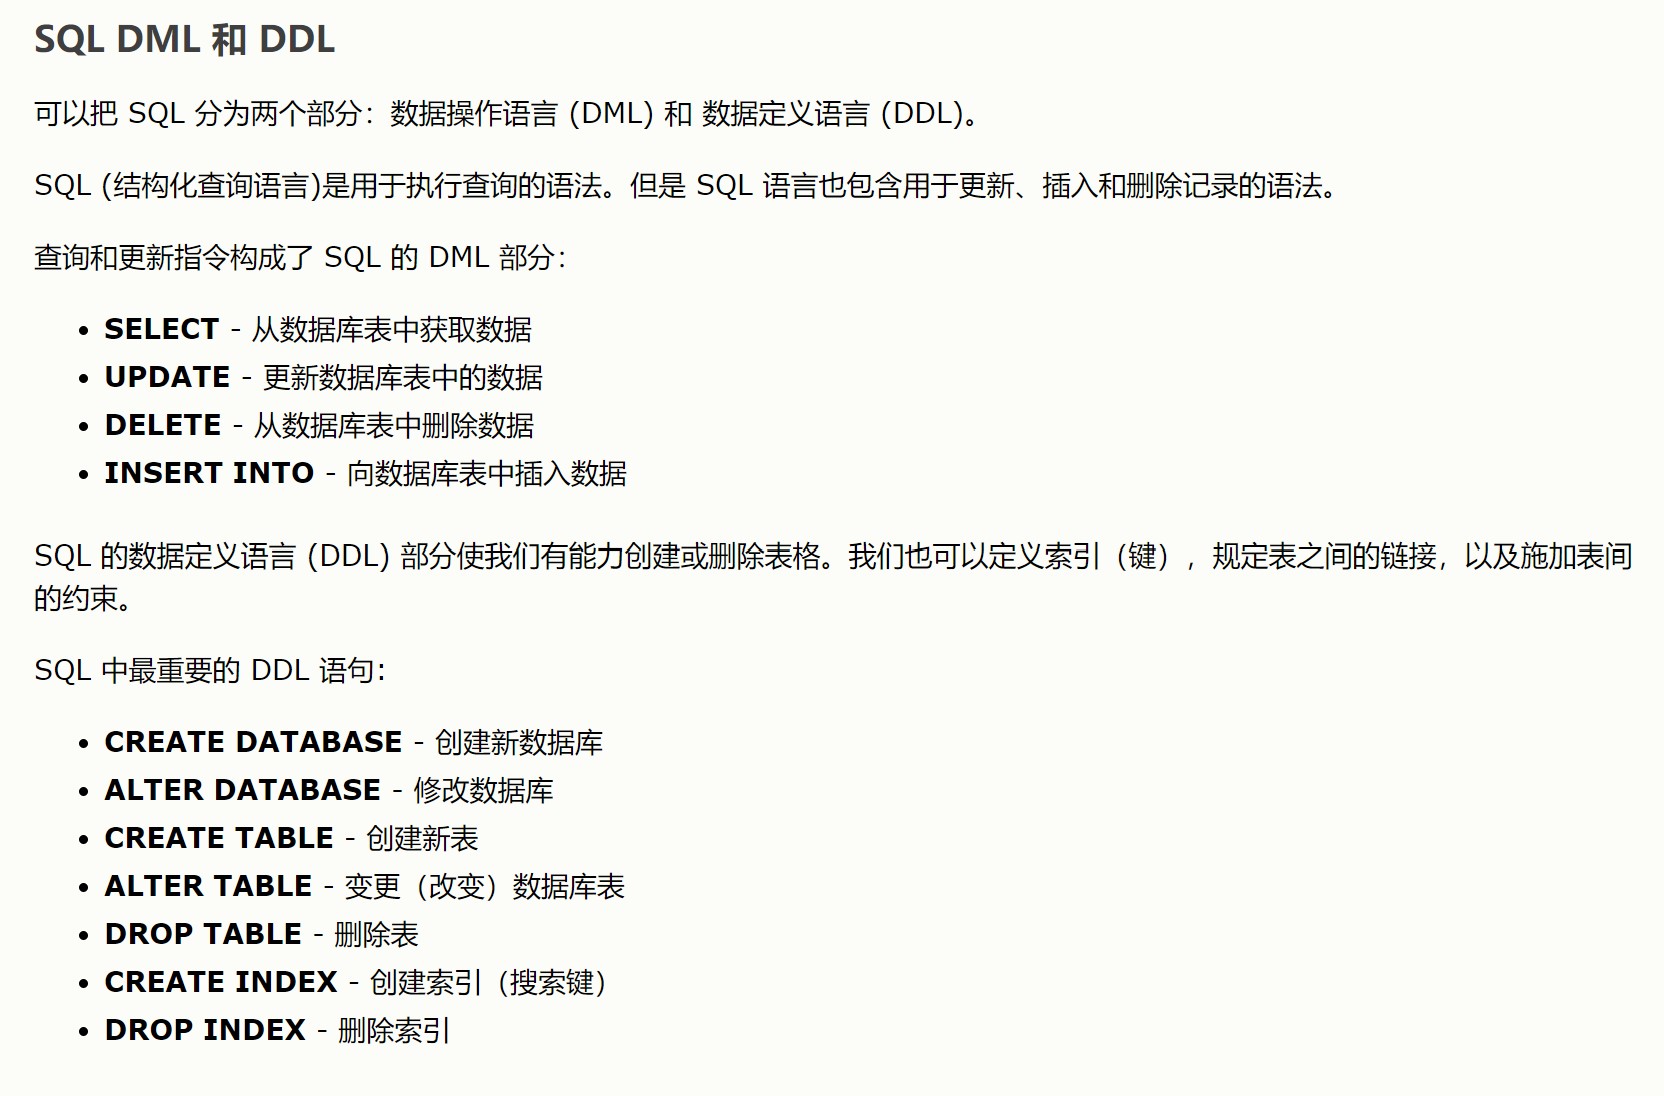 SQL DML 和 DDL
可以把 SQL 分为两个部分：数据操作语言 (DML) 和 数据定义语言 (DDL)。
SQL (结构化查询语言)是用于执行查询的语法。但是 SQL 语言也包含用于更新、插入和删除记录的语法。
查询和更新指令构成了 SQL 的 DML 部分：
• SELECT - 从数据库表中获取数据
• UPDATE - 更新数据库表中的数据
• DELETE - 从数据库表中删除数据
• INSERT INTO - 向数据库表中插入数据
SQL 的数据定义语言 (DDL) 部分使我们有能力创建或删除表格。我们也可以定义索引（键），规定表之间的链接，以及施加表间
的约束。
SQL 中最重要的 DDL 语句:
• CREATE DATABASE - 创建新数据库
• ALTER DATABASE - 修改数据库
• CREATE TABLE - 创建新表
• ALTER TABLE - 变更（改变）数据库表
• DROP TABLE - 删除表
• CREATE INDEX - 创建索引（搜索键）
• DROP INDEX - 删除索引